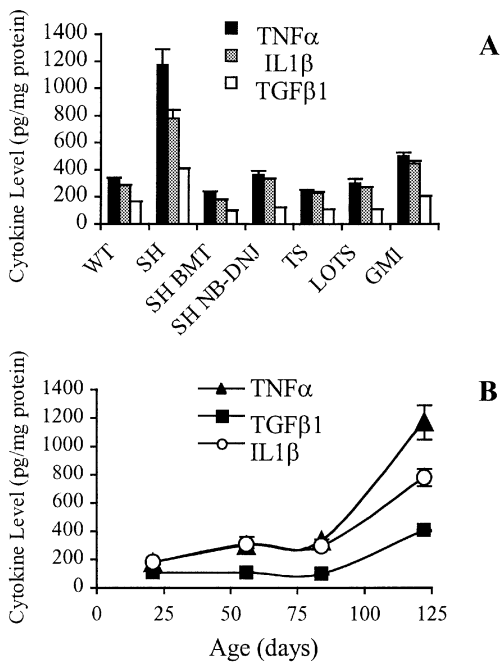 A
TNFα
IL1β
TGFβ1
Cytokine Level (pg/mg protein)
1400
1200
1000
800
600
400
200
0
WT
SH
SH BMT
SH NB-DNJ
TS
LOTS
GM1
B
TNFα
TGFβ1
IL1β
Cytokine Level (pg/mg protein)
1400
1200
1000
800
600
400
200
0
0 25 50 75 100 125
Age (days)